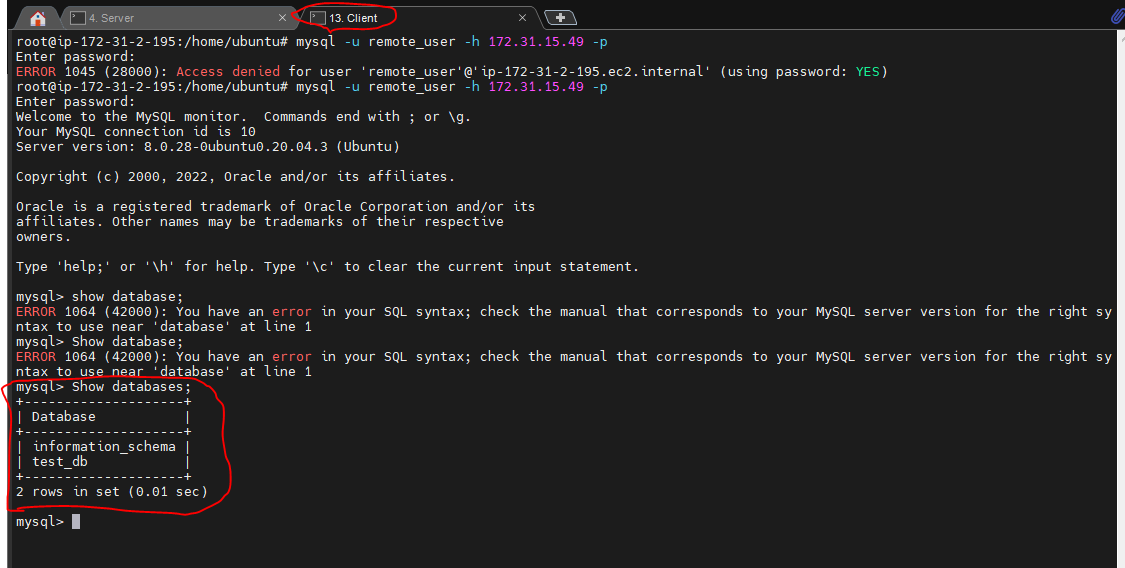 4. Server
13. Client
root@ip-172-31-2-195:/home/ubuntu# mysql -u remote_user -h 172.31.15.49 -p
Enter password:
ERROR 1045 (28000): Access denied for user 'remote_user'@'ip-172-31-2-195.ec2.internal' (using password: YES)
root@ip-172-31-2-195:/home/ubuntu# mysql -u remote_user -h 172.31.15.49 -p
Enter password:
Welcome to the MySQL monitor.  Commands end with ; or \g.
Your MySQL connection id is 10
Server version: 8.0.28-0ubuntu0.20.04.3 (Ubuntu)
Copyright (c) 2000, 2022, Oracle and/or its affiliates.
Oracle is a registered trademark of Oracle Corporation and/or its
affiliates. Other names may be trademarks of their respective
owners.
Type 'help;' or '\h' for help. Type '\c' to clear the current input statement.
mysql> show database;
ERROR 1064 (42000): You have an error in your SQL syntax; check the manual that corresponds to your MySQL server version for the right sy
ntax to use near 'database' at line 1
mysql> Show database;
ERROR 1064 (42000): You have an error in your SQL syntax; check the manual that corresponds to your MySQL server version for the right sy
ntax to use near 'database' at line 1
mysql> Show databases;
+--------------------+
| Database           |
+--------------------+
| information_schema |
| test_db            |
+--------------------+
2 rows in set (0.01 sec)
mysql>